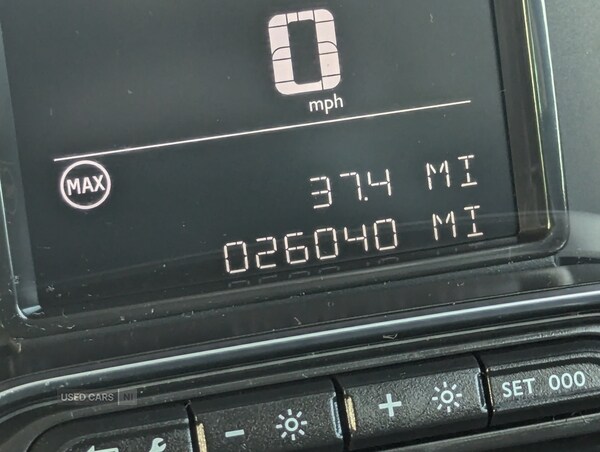 0
mph
MAX
37.4 MI
026040 MI
USED CARS NI
- +
SET 000